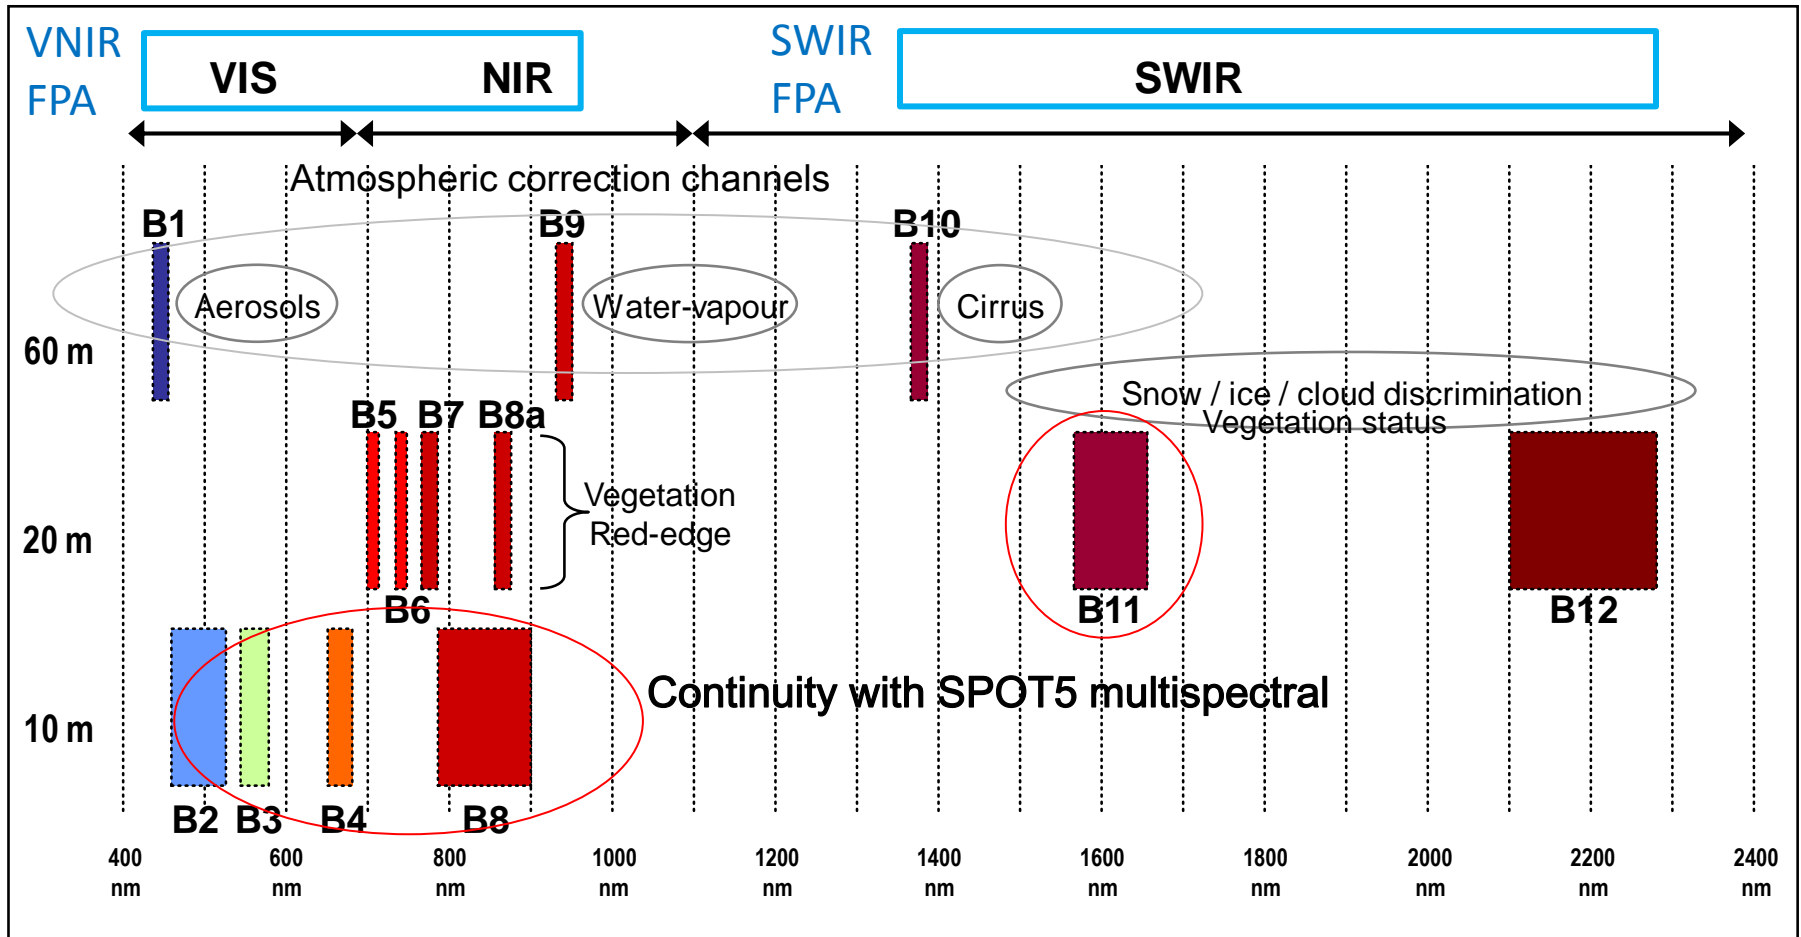 VNIR
FPA
VIS
NIR
SWIR
FPA
SWIR
Atmospheric correction channels
B1
B9
B10
Aerosols
Water-vapour
Cirrus
60 m
Snow / ice / cloud discrimination
Vegetation status
B5
B7
B8a
Vegetation
Red-edge
20 m
B6
B11
B12
Continuity with SPOT5 multispectral
10 m
B2
B3
B4
B8
400
nm
600
nm
800
nm
1000
nm
1200
nm
1400
nm
1600
nm
1800
nm
2000
nm
2200
nm
2400
nm